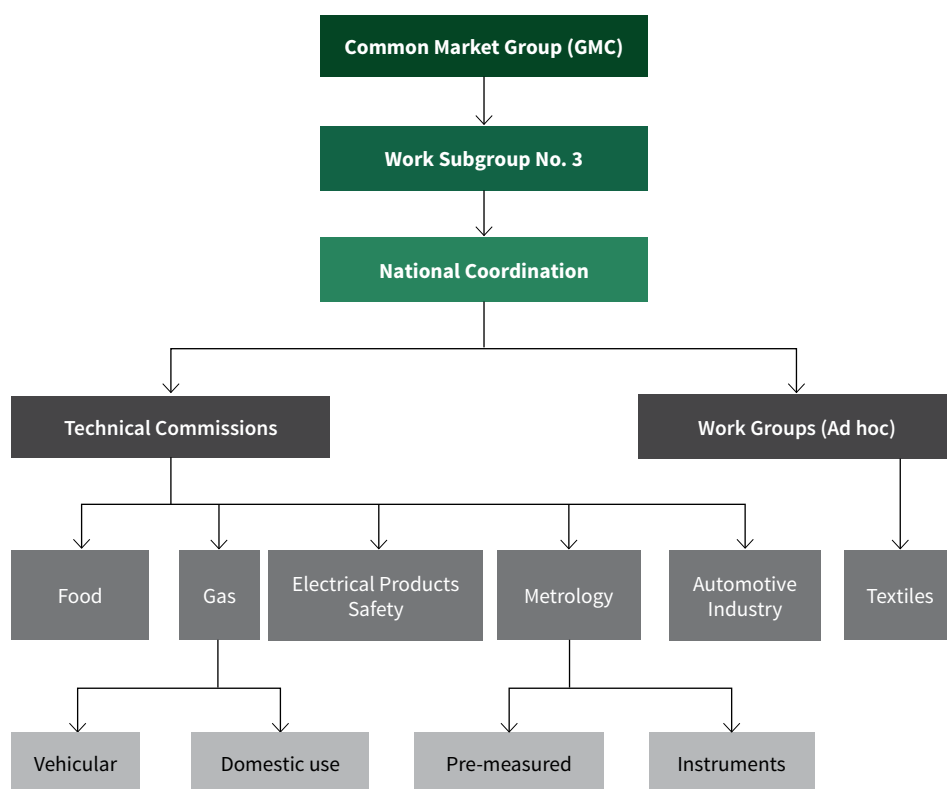 Common Market Group (GMC)
Work Subgroup No. 3
National Coordination
Technical Commissions
Work Groups (Ad hoc)
Food
Gas
Electrical Products
Safety
Metrology
Automotive
Industry
Textiles
Vehicular
Domestic use
Pre-measured
Instruments